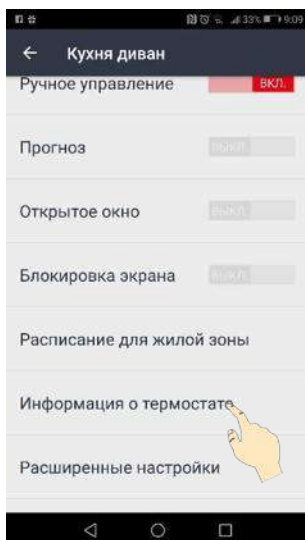 33% 9:09
Кухня диван
Ручное управление ВКЛ.
Прогноз ВЫКЛ.
Открытое окно ВЫКЛ.
Блокировка экрана ВЫКЛ.
Расписание для жилой зоны
Информация о термостате
Расширенные настройки